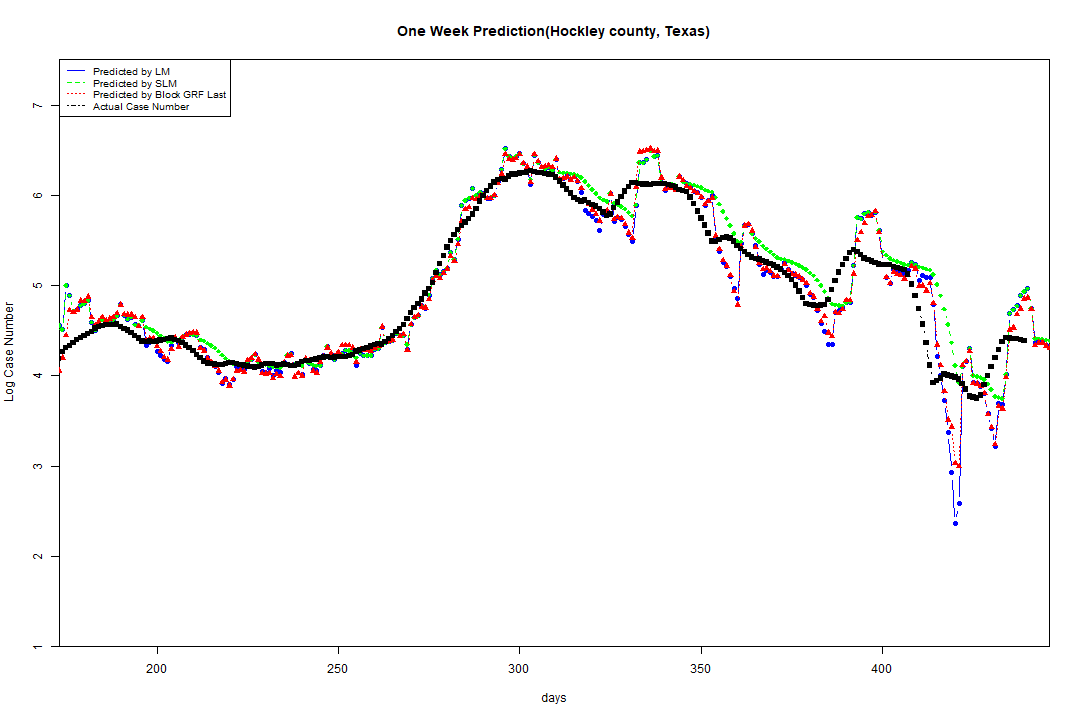 One Week Prediction(Hockley county, Texas)
Predicted by LM
Predicted by SLM
Predicted by Block GRF Last
Actual Case Number
7
6
5
4
3
2
1
Log Case Number
200 250 300 350 400
days